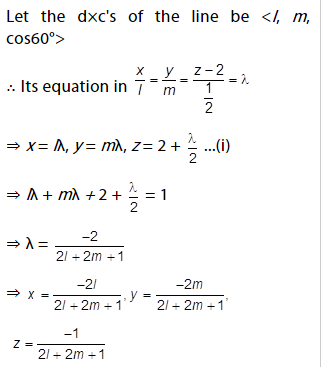 Let the d×c's of the line be <l, m, cos60°>
∴ Its equation in x/l = y/m = (z−2)/(1/2) = λ
⇒ x = lλ, y = mλ, z = 2 + λ/2 ...(i)
⇒ lλ + mλ + 2 + λ/2 = 1
⇒ λ = −2/(2l + 2m + 1)
⇒ x = −2l/(2l + 2m + 1), y = −2m/(2l + 2m + 1),
z = −1/(2l + 2m + 1)